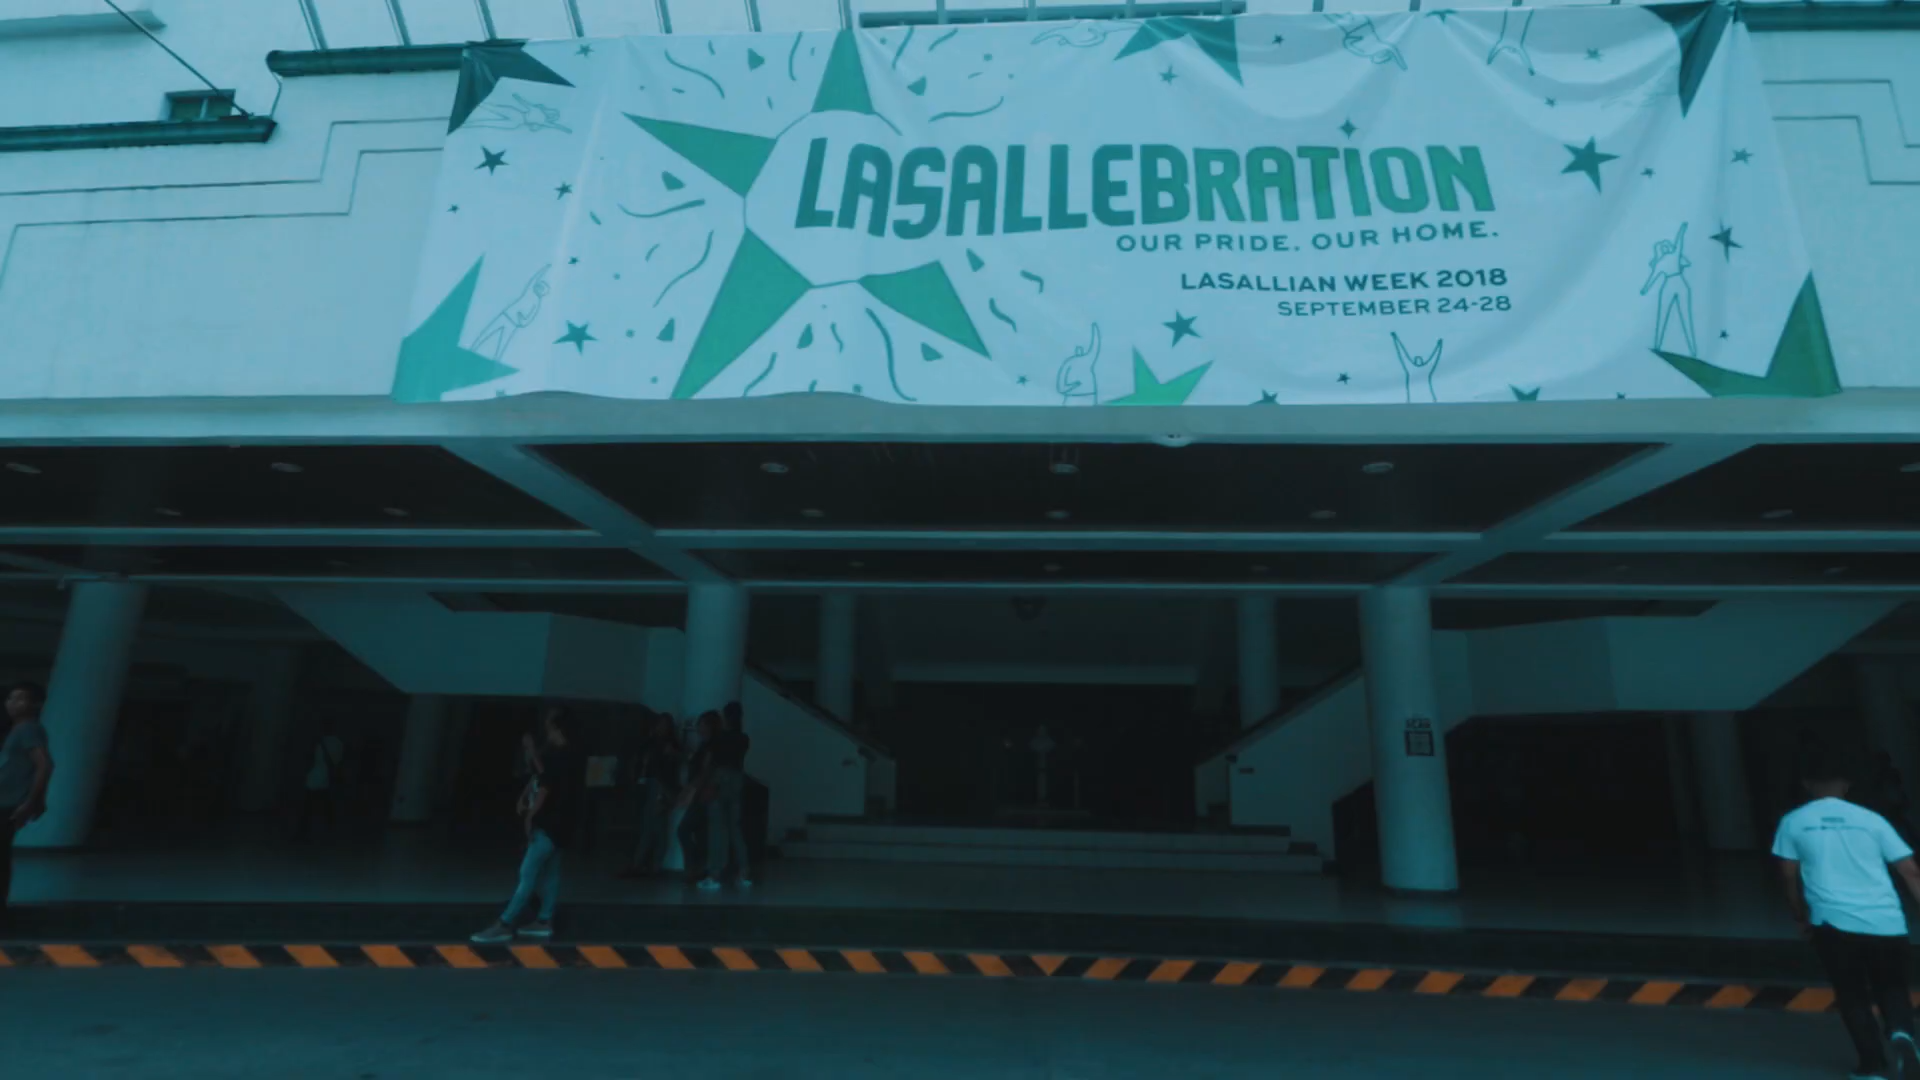 LASALLEBRATION
OUR PRIDE. OUR HOME.
LASALLIAN WEEK 2018
SEPTEMBER 24-28